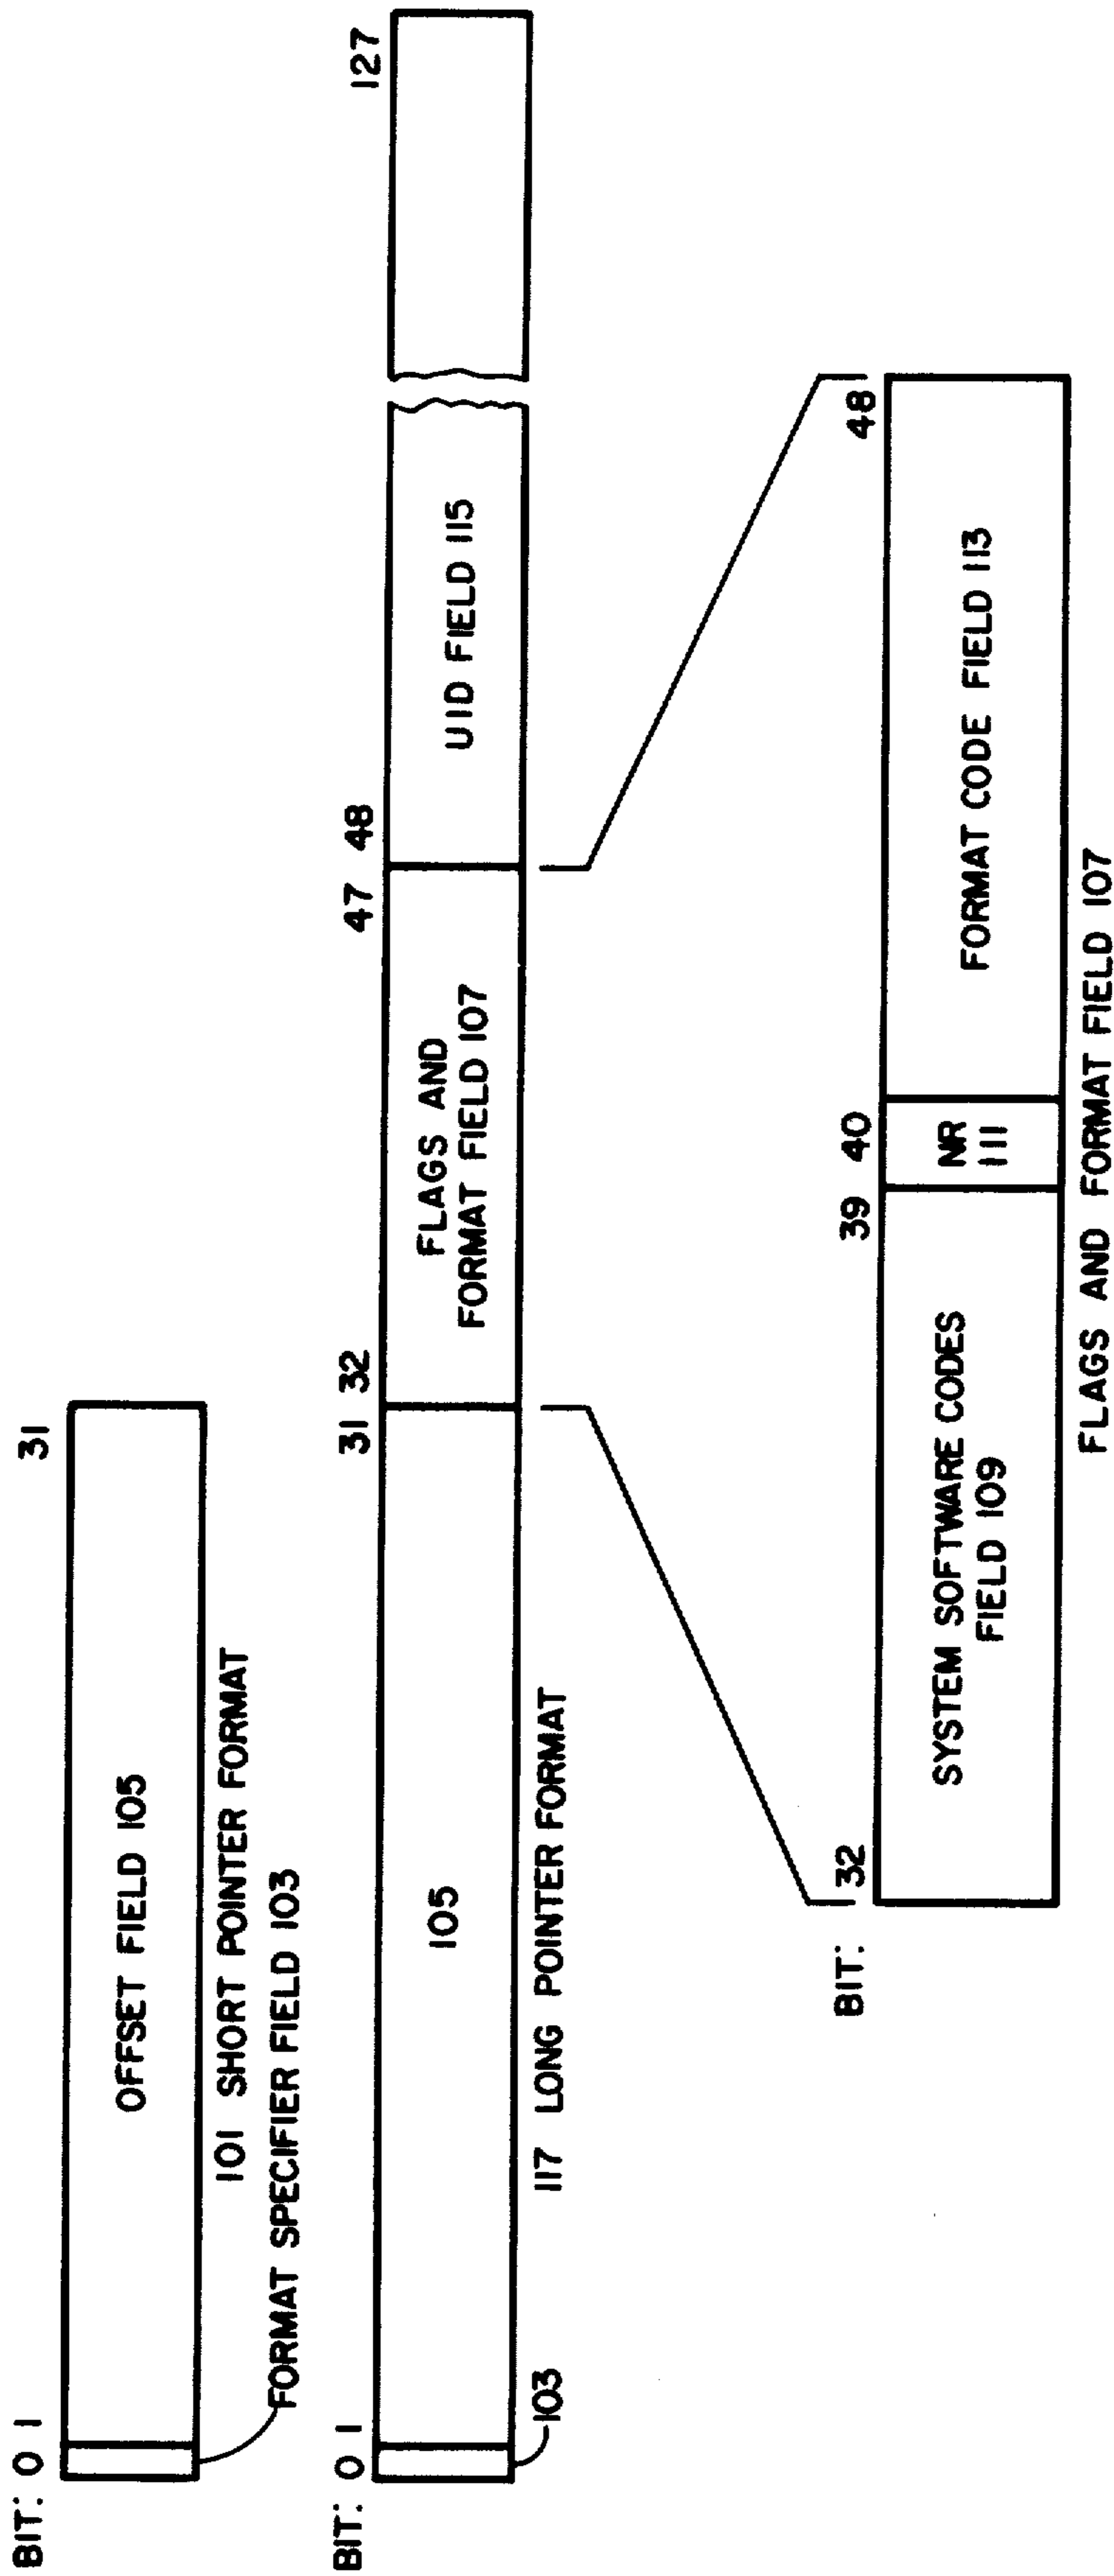 BIT: 0 1 31
OFFSET FIELD 105
101 SHORT POINTER FORMAT
FORMAT SPECIFIER FIELD 103
BIT: 0 1 31 32 47 48 127
105
FLAGS AND
FORMAT FIELD 107
UID FIELD 115
103
117 LONG POINTER FORMAT
BIT: 32 39 40 48
SYSTEM SOFTWARE CODES
FIELD 109
NR
111
FORMAT CODE FIELD 113
FLAGS AND FORMAT FIELD 107